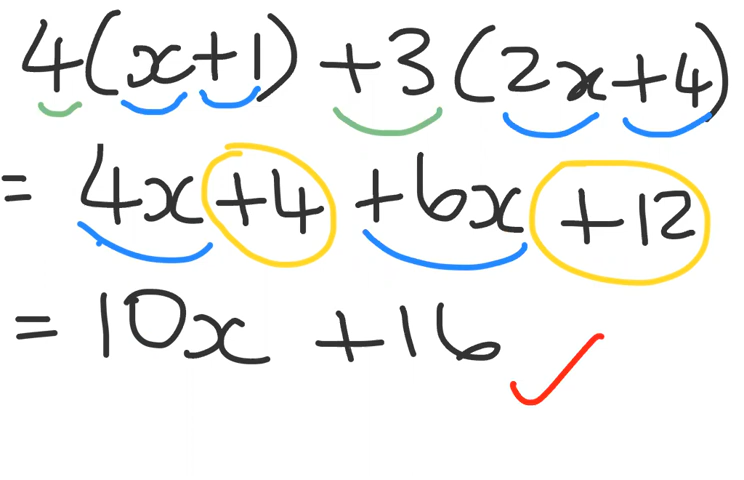 4(x+1) +3(2x+4)
= 4x+4 +6x +12
= 10x +16